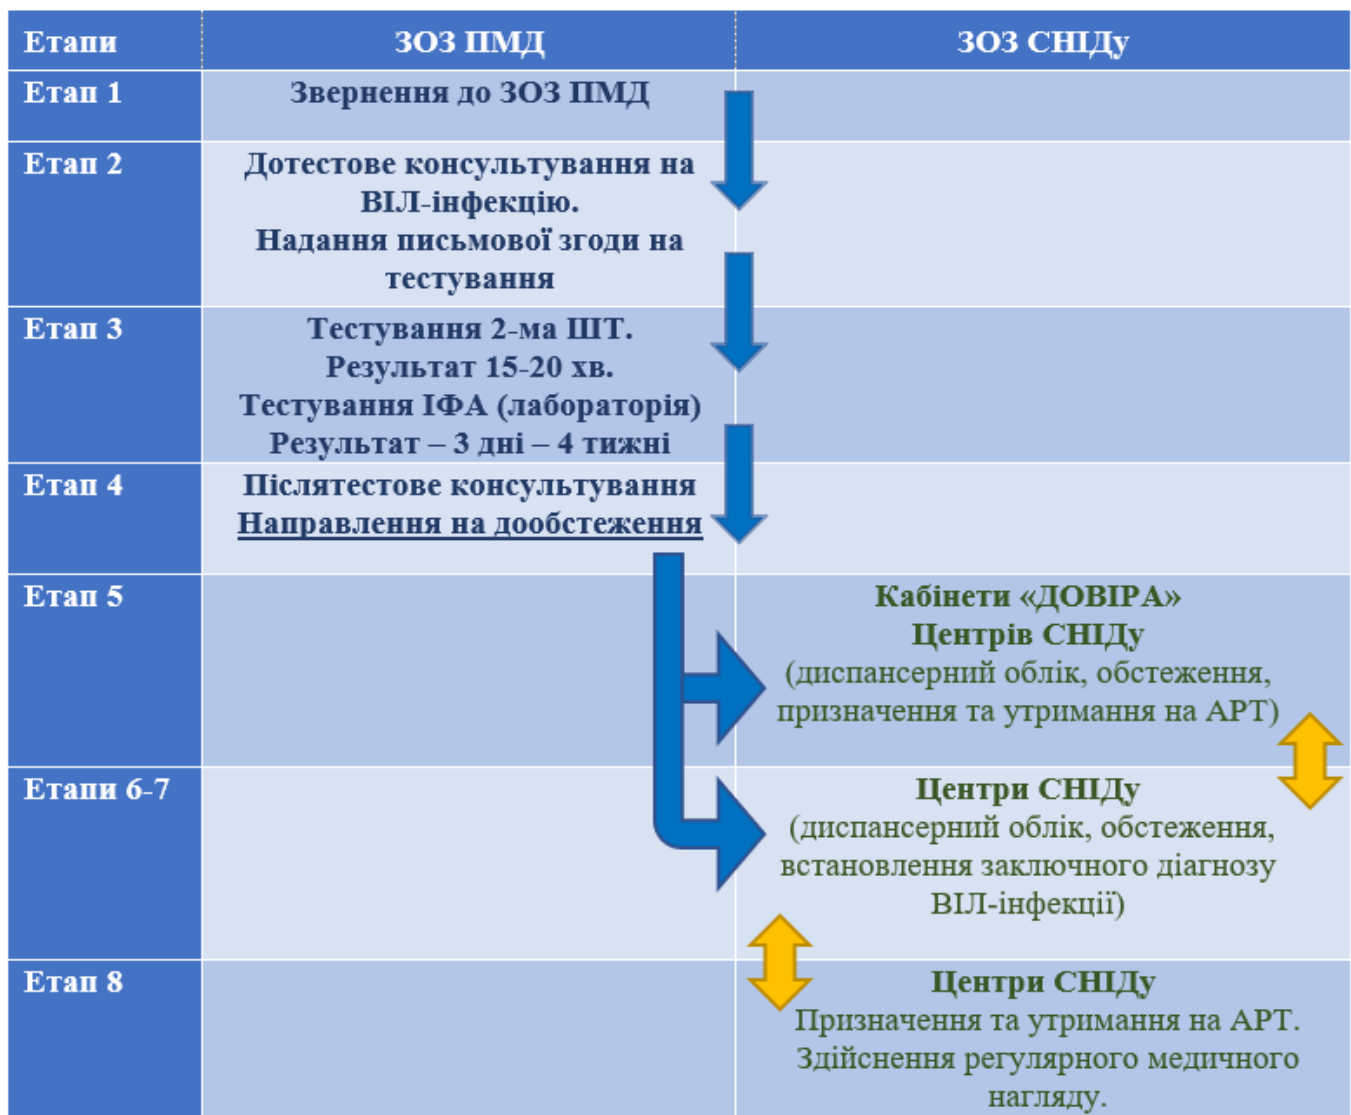 Етапи
ЗОЗ ПМД
ЗОЗ СНІДу
Етап 1
Звернення до ЗОЗ ПМД
Етап 2
Дотестове консультування на
ВІЛ-інфекцію.
Надання письмової згоди на
тестування
Етап 3
Тестування 2-ма ШТ.
Результат 15-20 хв.
Тестування ІФА (лабораторія)
Результат – 3 дні – 4 тижні
Етап 4
Післятестове консультування
Направлення на дообстеження
Етап 5
Кабінети «ДОВІРА»
Центрів СНІДу
(диспансерний облік, обстеження,
призначення та утримання на АРТ)
Етапи 6-7
Центри СНІДу
(диспансерний облік, обстеження,
встановлення заключного діагнозу
ВІЛ-інфекції)
Етап 8
Центри СНІДу
Призначення та утримання на АРТ.
Здійснення регулярного медичного
нагляду.